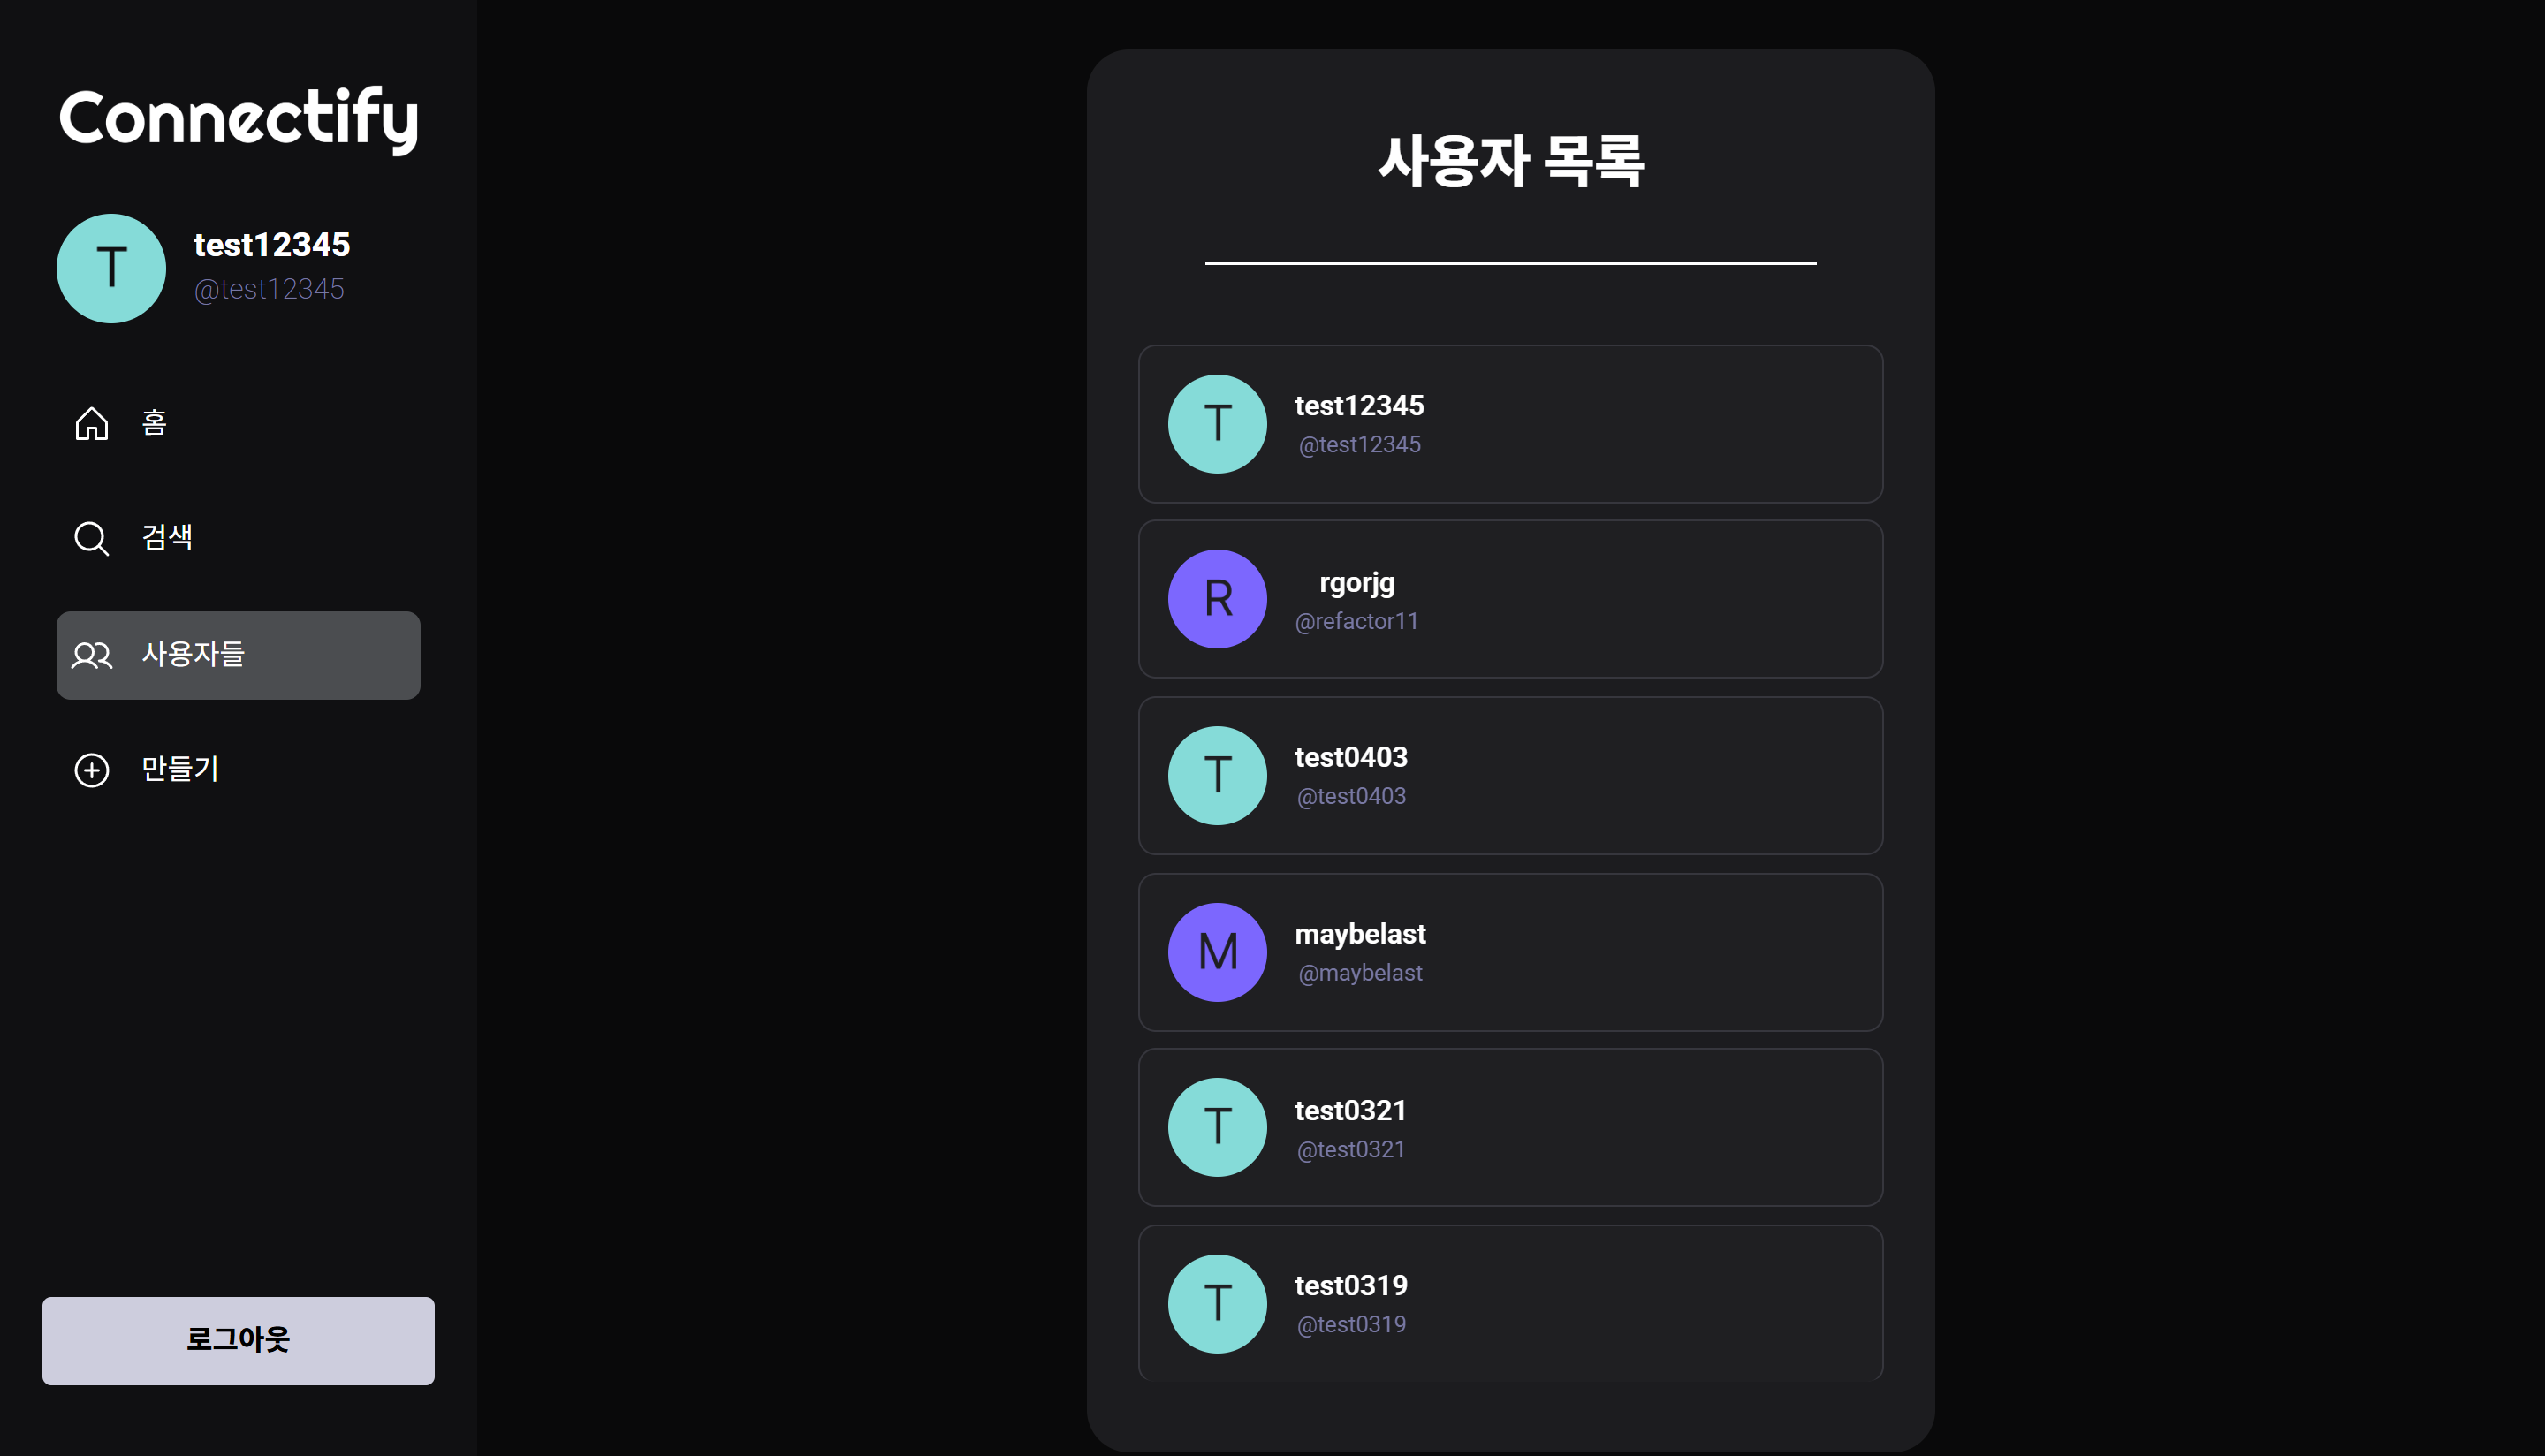 Connectify
T
test12345
@test12345
홈
검색
사용자들
만들기
로그아웃
사용자 목록
T
test12345
@test12345
R
rgorjg
@refactor11
T
test0403
@test0403
M
maybelast
@maybelast
T
test0321
@test0321
T
test0319
@test0319